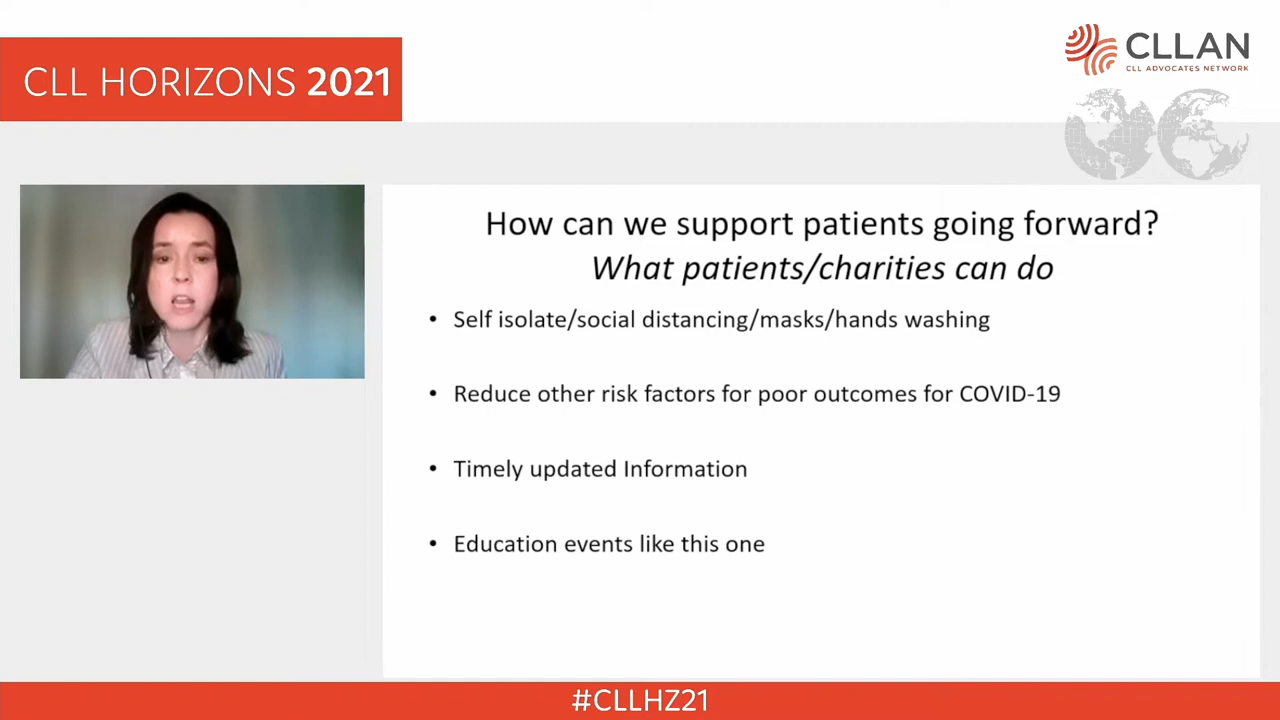 CLL HORIZONS 2021
CLLAN
CLL ADVOCATES NETWORK
How can we support patients going forward?
What patients/charities can do
• Self isolate/social distancing/masks/hands washing
• Reduce other risk factors for poor outcomes for COVID-19
• Timely updated Information
• Education events like this one
#CLLHZ21